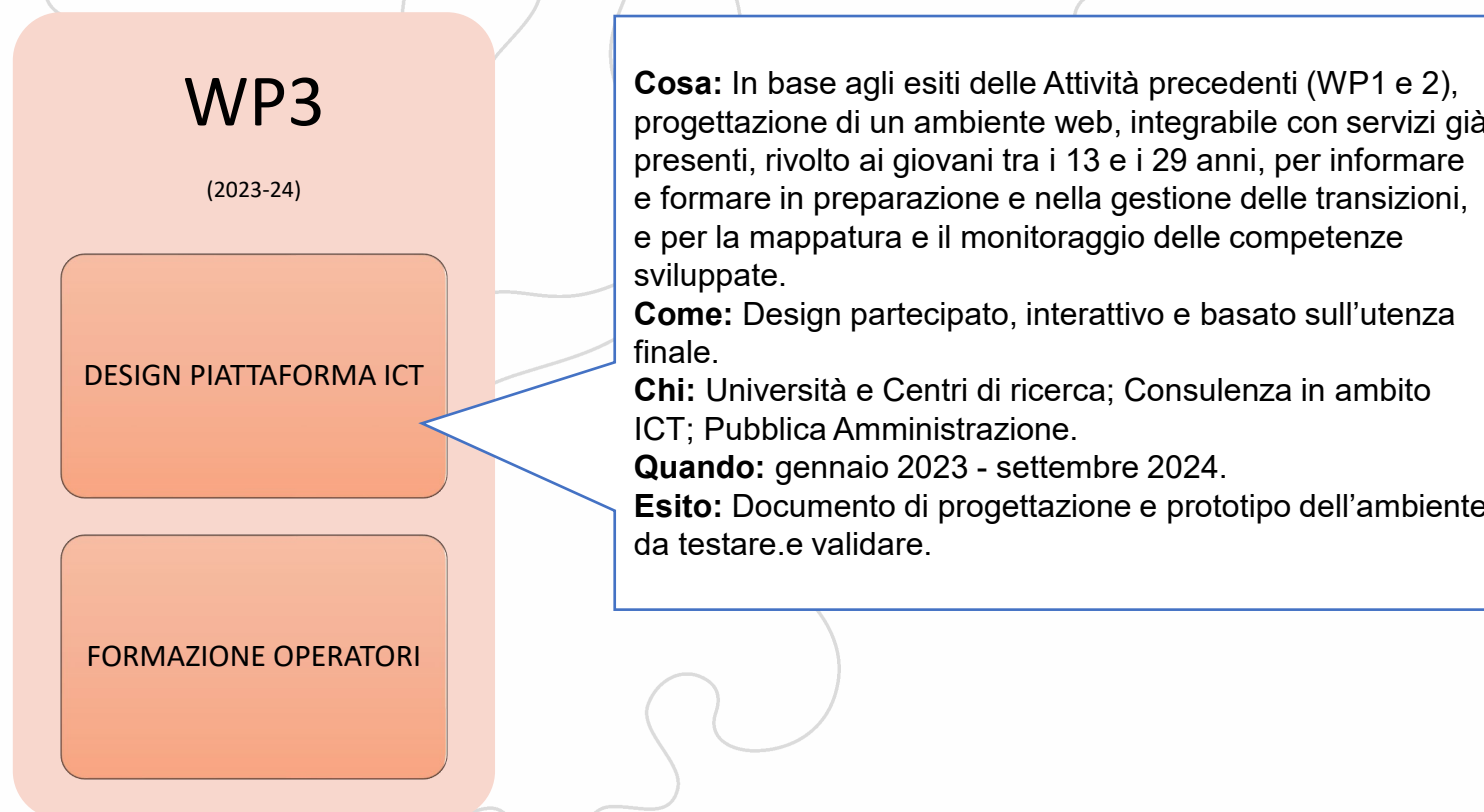 WP3
(2023-24)
DESIGN PIATTAFORMA ICT
FORMAZIONE OPERATORI
Cosa: In base agli esiti delle Attività precedenti (WP1 e 2),
progettazione di un ambiente web, integrabile con servizi già
presenti, rivolto ai giovani tra i 13 e i 29 anni, per informare
e formare in preparazione e nella gestione delle transizioni,
e per la mappatura e il monitoraggio delle competenze
sviluppate.
Come: Design partecipato, interattivo e basato sull’utenza
finale.
Chi: Università e Centri di ricerca; Consulenza in ambito
ICT; Pubblica Amministrazione.
Quando: gennaio 2023 - settembre 2024.
Esito: Documento di progettazione e prototipo dell’ambiente
da testare.e validare.